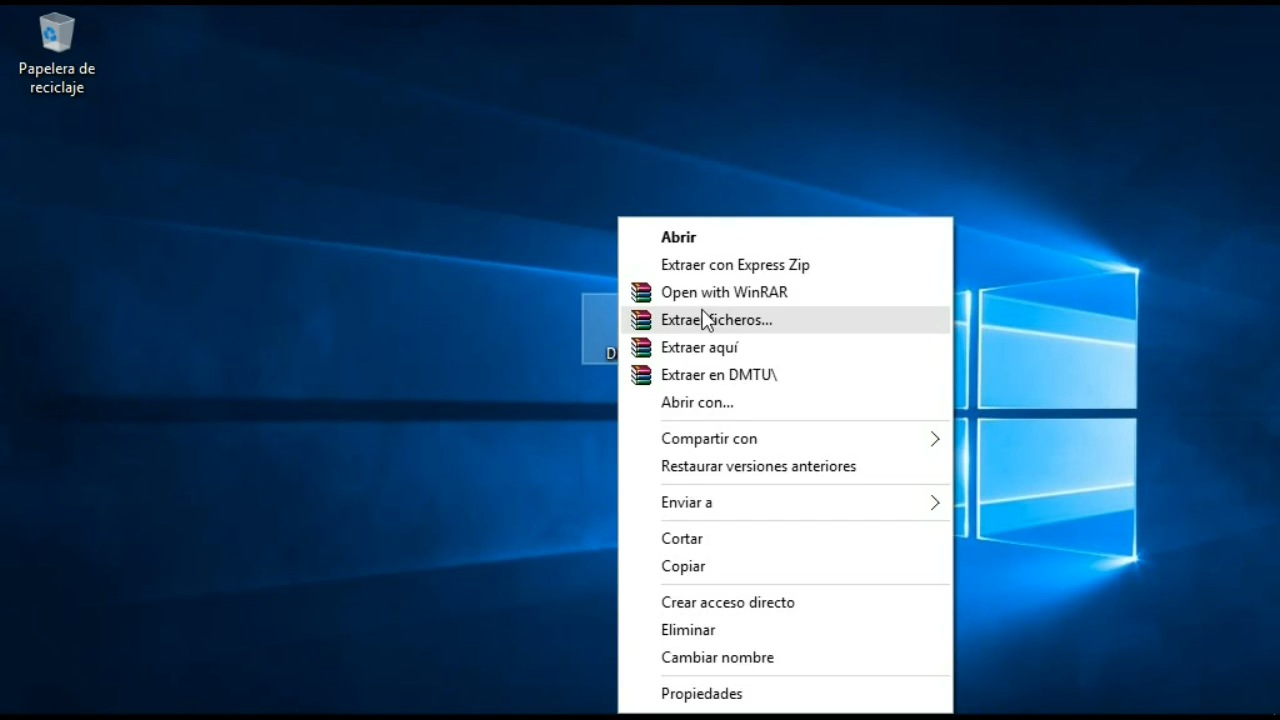 Papelera de
reciclaje
Abrir
Extraer con Express Zip
Open with WinRAR
Extraer ficheros...
Extraer aquí
Extraer en DMTU\
Abrir con...
Compartir con
Restaurar versiones anteriores
Enviar a
Cortar
Copiar
Crear acceso directo
Eliminar
Cambiar nombre
Propiedades